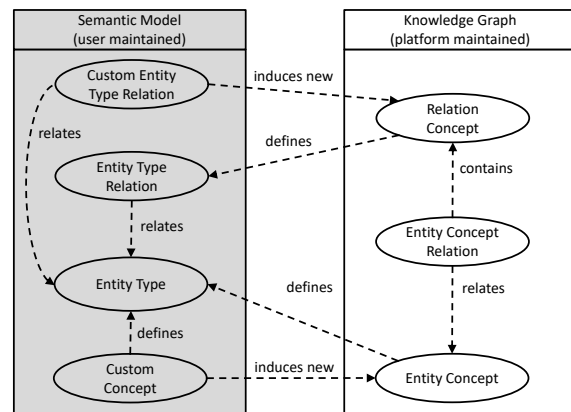 Semantic Model
(user maintained)
Knowledge Graph
(platform maintained)
Custom Entity
Type Relation
induces new
Relation
Concept
relates
defines
Entity Type
Relation
contains
relates
Entity Concept
Relation
Entity Type
defines
relates
defines
Custom
Concept
induces new
Entity Concept